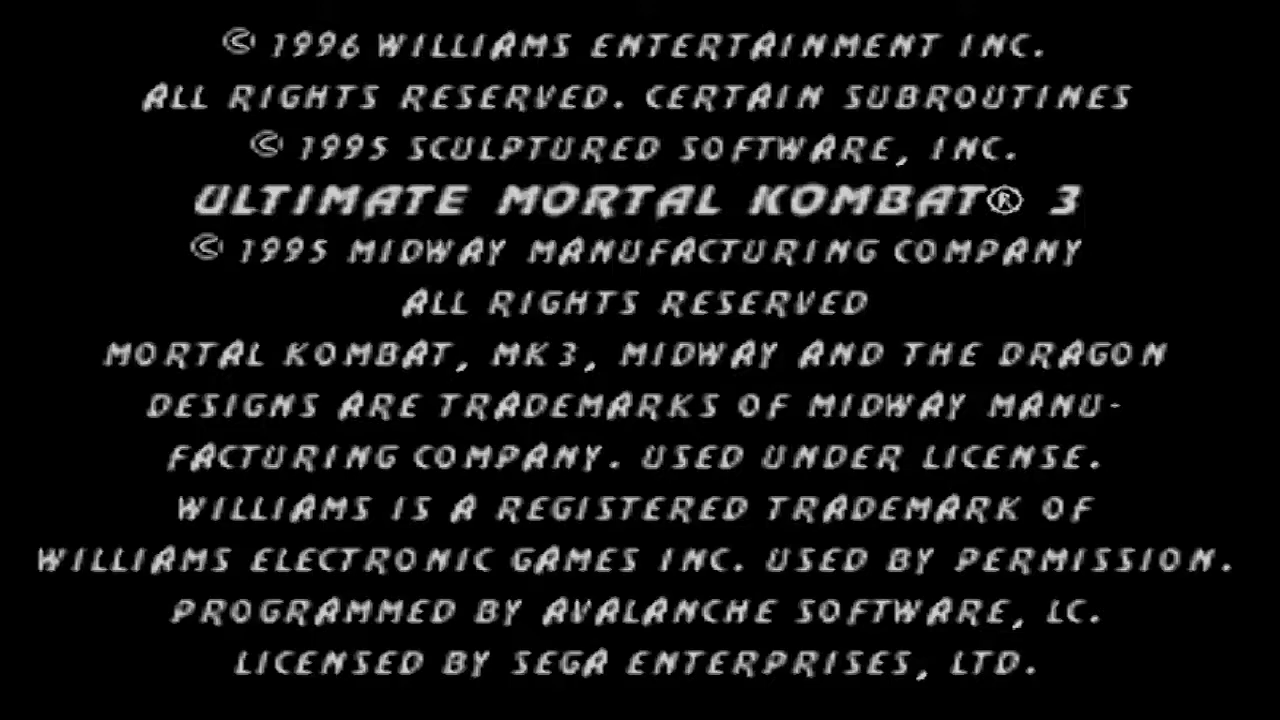 © 1996 WILLIAMS ENTERTAINMENT INC.
ALL RIGHTS RESERVED. CERTAIN SUBROUTINES
© 1995 SCULPTURED SOFTWARE, INC.
ULTIMATE MORTAL KOMBAT® 3
© 1995 MIDWAY MANUFACTURING COMPANY
ALL RIGHTS RESERVED
MORTAL KOMBAT, MK3, MIDWAY AND THE DRAGON
DESIGNS ARE TRADEMARKS OF MIDWAY MANU-
FACTURING COMPANY. USED UNDER LICENSE.
WILLIAMS IS A REGISTERED TRADEMARK OF
WILLIAMS ELECTRONIC GAMES INC. USED BY PERMISSION.
PROGRAMMED BY AVALANCHE SOFTWARE, LC.
LICENSED BY SEGA ENTERPRISES, LTD.